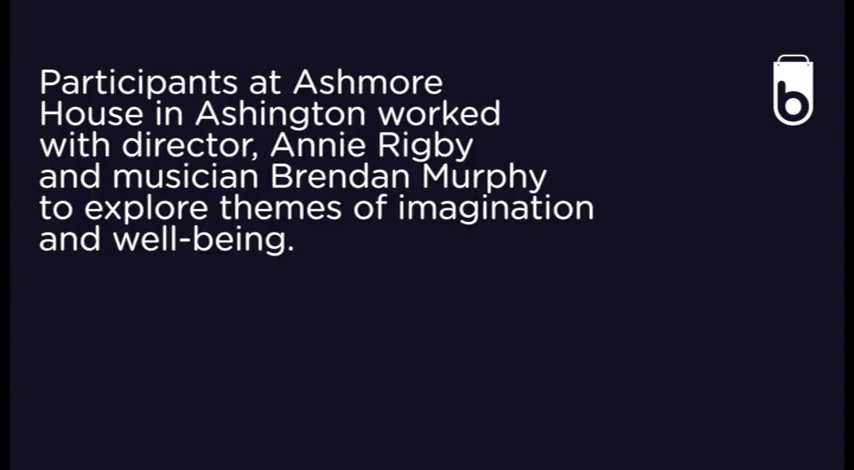 Participants at Ashmore
House in Ashington worked
with director, Annie Rigby
and musician Brendan Murphy
to explore themes of imagination
and well-being.
b